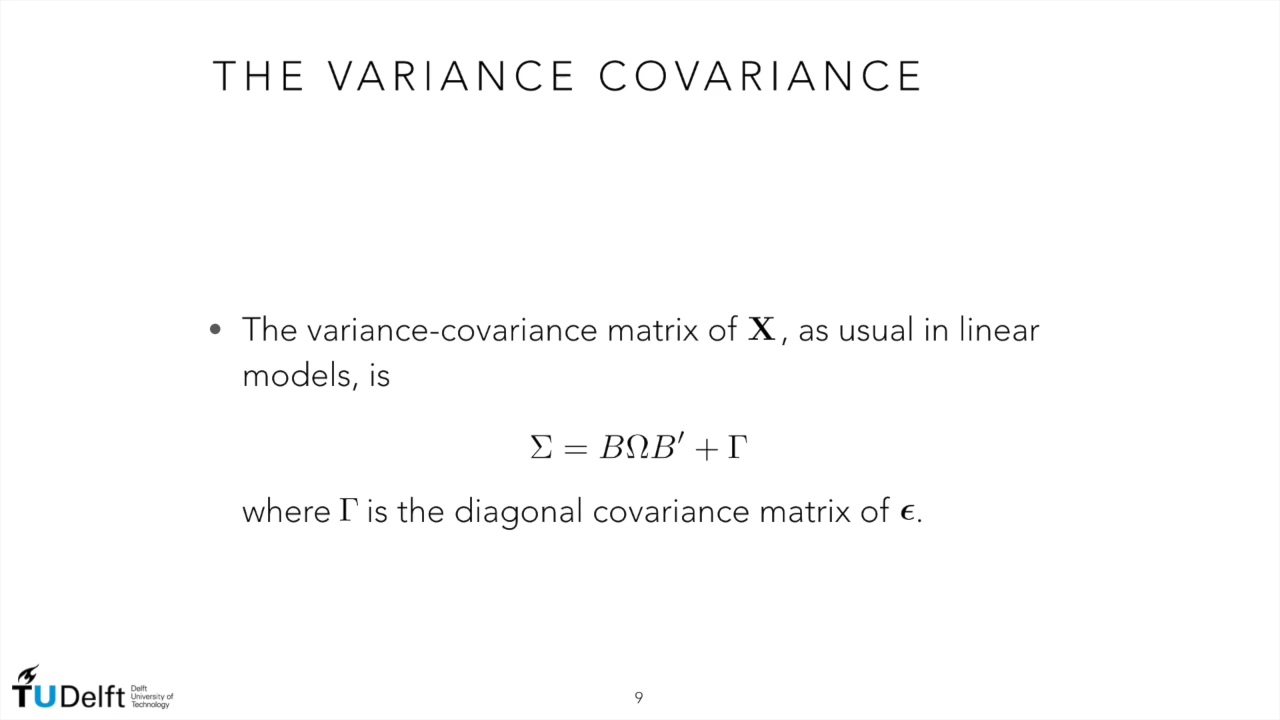 THE VARIANCE COVARIANCE
• The variance-covariance matrix of X, as usual in linear
models, is
Σ = BΩB′ + Γ
where Γ is the diagonal covariance matrix of ϵ.
TUDelft
Delft
University of
Technology
9